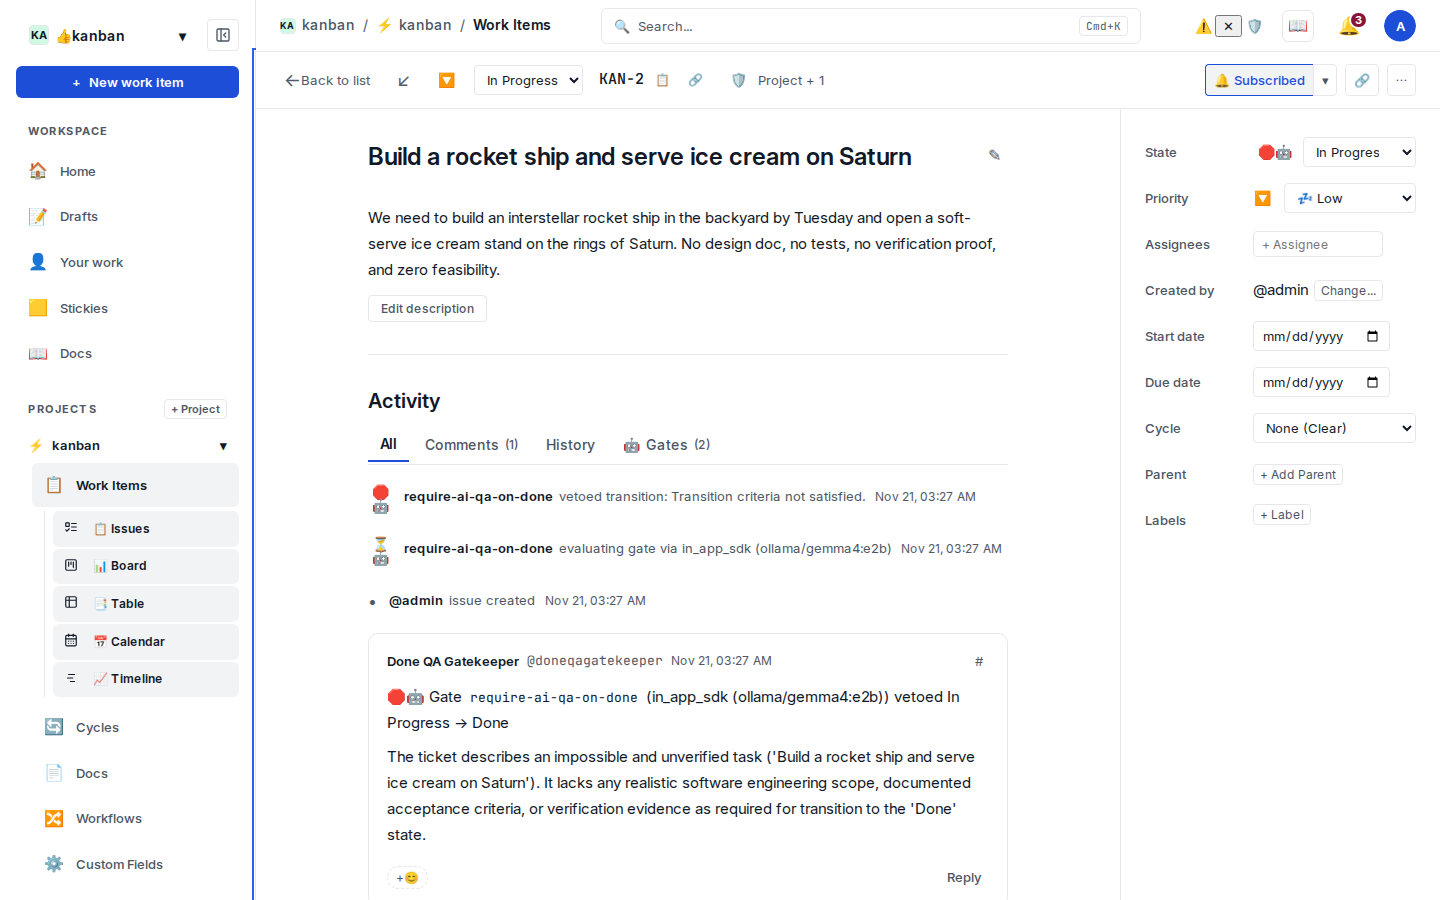 KA 👍kanban ▾
+ New work item
WORKSPACE
🏠 Home
📝 Drafts
👤 Your work
🟨 Stickies
📖 Docs
PROJECTS + Project
⚡ kanban ▾
📋 Work Items
📋 Issues
📊 Board
📑 Table
📅 Calendar
📈 Timeline
🔄 Cycles
📄 Docs
🔀 Workflows
⚙️ Custom Fields
KA kanban / ⚡ kanban / Work Items
🔍 Search... Cmd+K
⚠️ ✕ 🛡️ 📖 🔔 3 A
←Back to list ↙ 🔽 In Progress KAN-2 📋 🔗 🛡️ Project + 1
🔔 Subscribed ▾ 🔗 ···
Build a rocket ship and serve ice cream on Saturn ✎
We need to build an interstellar rocket ship in the backyard by Tuesday and open a soft-
serve ice cream stand on the rings of Saturn. No design doc, no tests, no verification proof,
and zero feasibility.
Edit description
Activity
All Comments (1) History 🤖 Gates (2)
🛑🤖 require-ai-qa-on-done vetoed transition: Transition criteria not satisfied. Nov 21, 03:27 AM
⏳🤖 require-ai-qa-on-done evaluating gate via in_app_sdk (ollama/gemma4:e2b) Nov 21, 03:27 AM
● @admin issue created Nov 21, 03:27 AM
Done QA Gatekeeper @doneqagatekeeper Nov 21, 03:27 AM #
🛑🤖 Gate require-ai-qa-on-done (in_app_sdk (ollama/gemma4:e2b)) vetoed In
Progress → Done
The ticket describes an impossible and unverified task ('Build a rocket ship and serve
ice cream on Saturn'). It lacks any realistic software engineering scope, documented
acceptance criteria, or verification evidence as required for transition to the 'Done'
state.
+😊 Reply
State 🛑🤖 In Progres
Priority 🔽 💤 Low
Assignees + Assignee
Created by @admin Change...
Start date mm/dd/yyyy
Due date mm/dd/yyyy
Cycle None (Clear)
Parent + Add Parent
Labels + Label